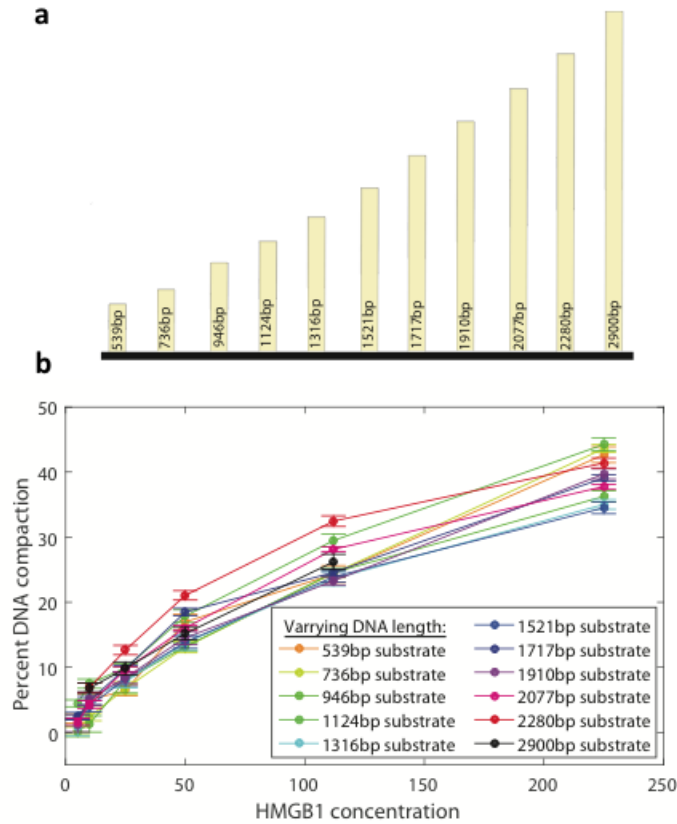 a
539bp
736bp
946bp
1124bp
1316bp
1521bp
1717bp
1910bp
2077bp
2280bp
2900bp
b
50
40
30
20
10
0
Percent DNA compaction
Varrying DNA length:
539bp substrate
736bp substrate
946bp substrate
1124bp substrate
1316bp substrate
1521bp substrate
1717bp substrate
1910bp substrate
2077bp substrate
2280bp substrate
2900bp substrate
0 50 100 150 200 250
HMGB1 concentration